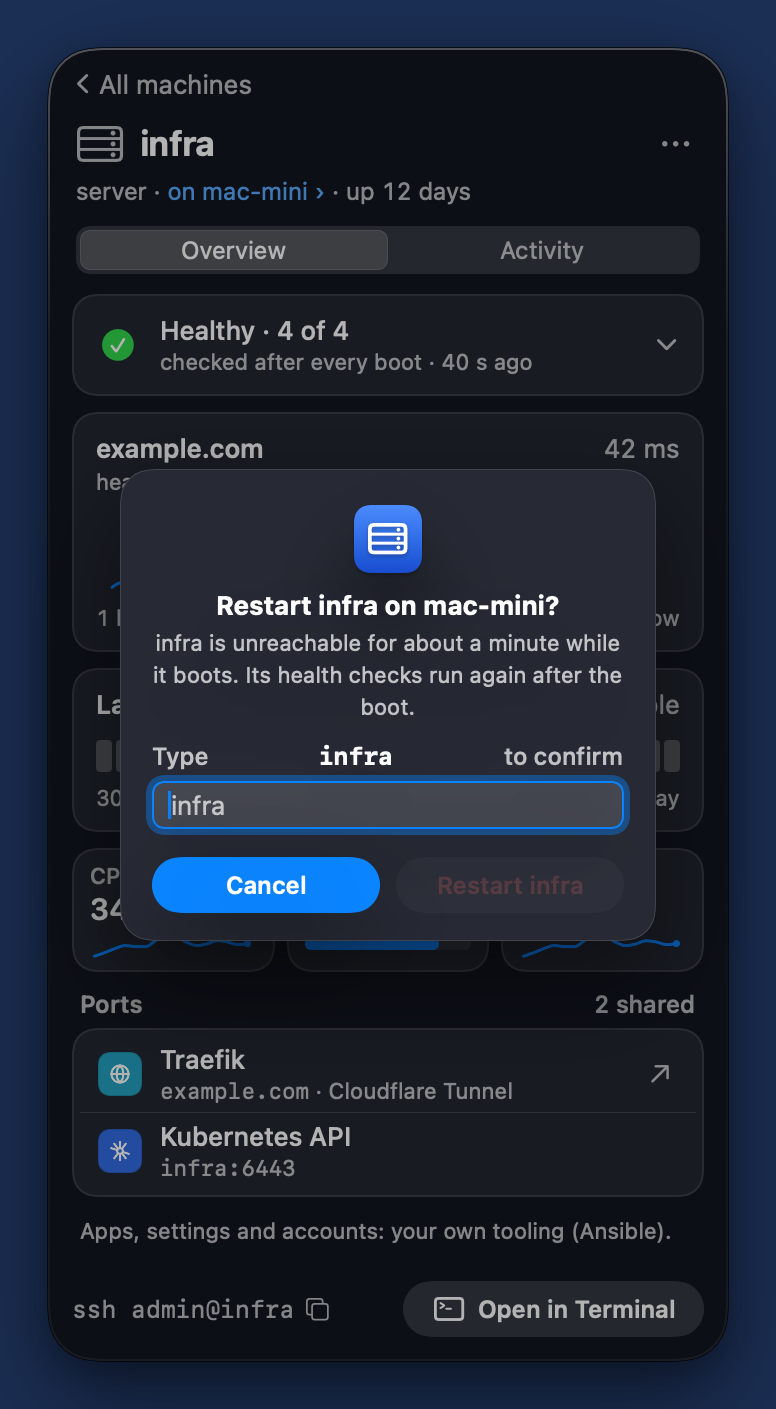 All machines
infra
server · on mac-mini › · up 12 days
Overview
Activity
Healthy · 4 of 4
checked after every boot · 40 s ago
example.com
42 ms
Restart infra on mac-mini?
infra is unreachable for about a minute while
it boots. Its health checks run again after the
boot.
Type infra to confirm
infra
Cancel
Restart infra
Ports
2 shared
Traefik
example.com · Cloudflare Tunnel
Kubernetes API
infra:6443
Apps, settings and accounts: your own tooling (Ansible).
ssh admin@infra
Open in Terminal